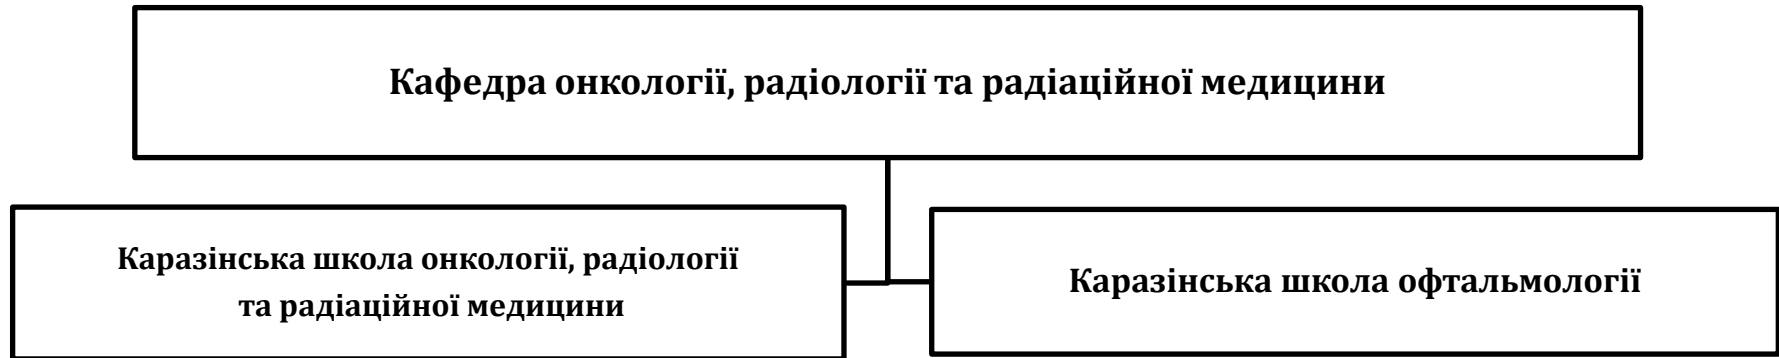 Кафедра онкології, радіології та радіаційної медицини
Каразінська школа онкології, радіології
та радіаційної медицини
Каразінська школа офтальмології